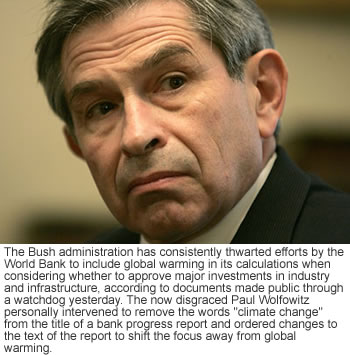 The Bush administration has consistently thwarted efforts by the
World Bank to include global warming in its calculations when
considering whether to approve major investments in industry
and infrastructure, according to documents made public through
a watchdog yesterday. The now disgraced Paul Wolfowitz
personally intervened to remove the words "climate change"
from the title of a bank progress report and ordered changes to
the text of the report to shift the focus away from global
warming.